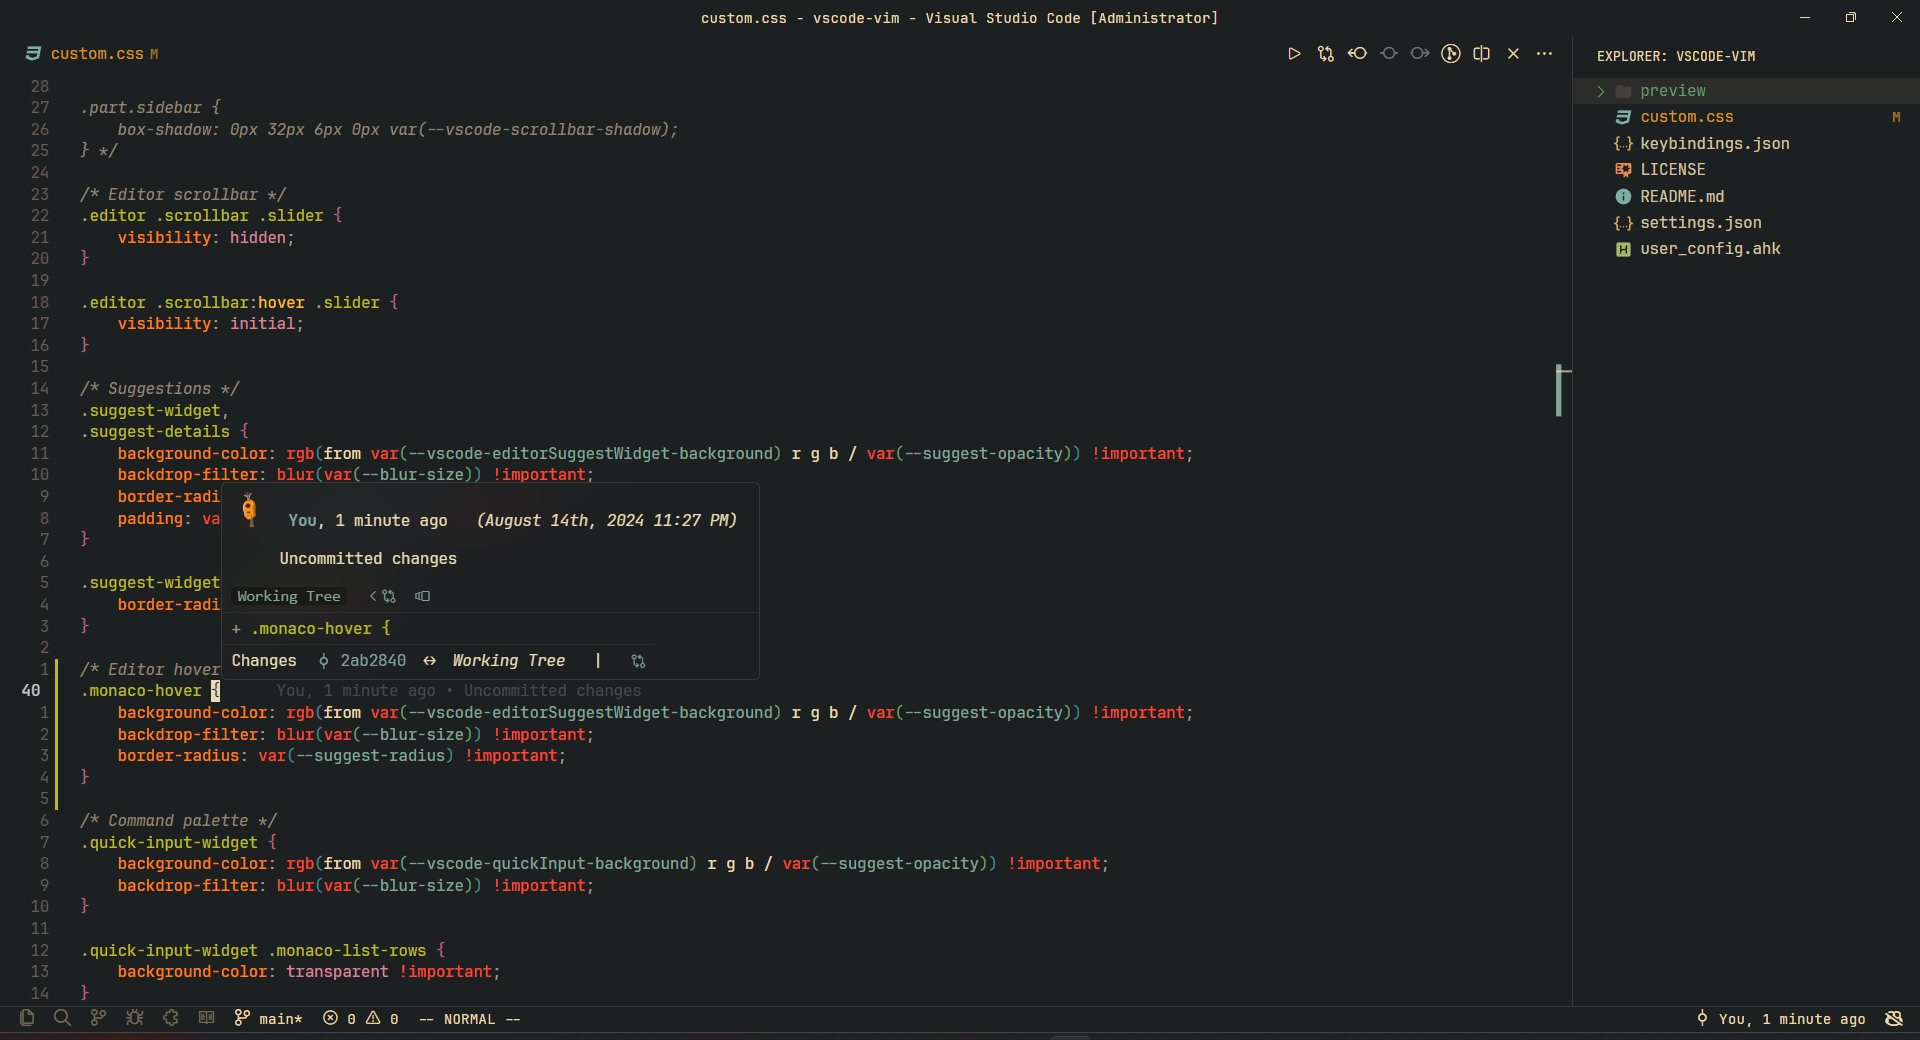 custom.css - vscode-vim - Visual Studio Code [Administrator]
custom.css M
EXPLORER: VSCODE-VIM
preview
custom.css M
keybindings.json
LICENSE
README.md
settings.json
user_config.ahk
28
27 .part.sidebar {
26 box-shadow: 0px 32px 6px 0px var(--vscode-scrollbar-shadow);
25 } */
24
23 /* Editor scrollbar */
22 .editor .scrollbar .slider {
21 visibility: hidden;
20 }
19
18 .editor .scrollbar:hover .slider {
17 visibility: initial;
16 }
15
14 /* Suggestions */
13 .suggest-widget,
12 .suggest-details {
11 background-color: rgb(from var(--vscode-editorSuggestWidget-background) r g b / var(--suggest-opacity)) !important;
10 backdrop-filter: blur(var(--blur-size)) !important;
9 border-radi
8 padding: va
7 }
6
5 .suggest-widget
4 border-radi
3 }
2
1 /* Editor hover
You, 1 minute ago (August 14th, 2024 11:27 PM)
Uncommitted changes
Working Tree
+ .monaco-hover {
Changes 2ab2840 ↔ Working Tree |
40 .monaco-hover { You, 1 minute ago • Uncommitted changes
1 background-color: rgb(from var(--vscode-editorSuggestWidget-background) r g b / var(--suggest-opacity)) !important;
2 backdrop-filter: blur(var(--blur-size)) !important;
3 border-radius: var(--suggest-radius) !important;
4 }
5
6 /* Command palette */
7 .quick-input-widget {
8 background-color: rgb(from var(--vscode-quickInput-background) r g b / var(--suggest-opacity)) !important;
9 backdrop-filter: blur(var(--blur-size)) !important;
10 }
11
12 .quick-input-widget .monaco-list-rows {
13 background-color: transparent !important;
14 }
main* 0 0 -- NORMAL --
You, 1 minute ago